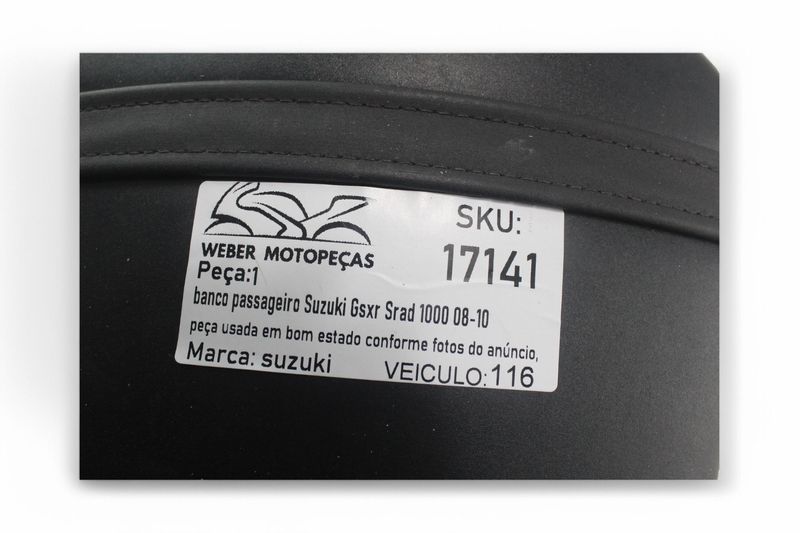 WEBER MOTOPEÇAS
SKU:
17141
Peça:1
banco passageiro Suzuki Gsxr Srad 1000 08-10
peça usada em bom estado conforme fotos do anúncio,
Marca: suzuki
VEICULO:116